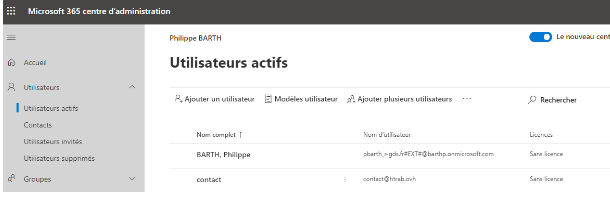 Microsoft 365 centre d'administration
Philippe BARTH
Le nouveau cent
Accueil
Utilisateurs actifs
Utilisateurs
Ajouter un utilisateur Modèles utilisateur Ajouter plusieurs utilisateurs ... Rechercher
Utilisateurs actifs
Contacts
Utilisateurs invités
Utilisateurs supprimés
Groupes
Nom complet ↑ Nom d'utilisateur Licences
BARTH, Philippe pbarth_r-gds.fr#EXT#@barthp.onmicrosoft.com Sans licence
contact contact@htrab.ovh Sans licence